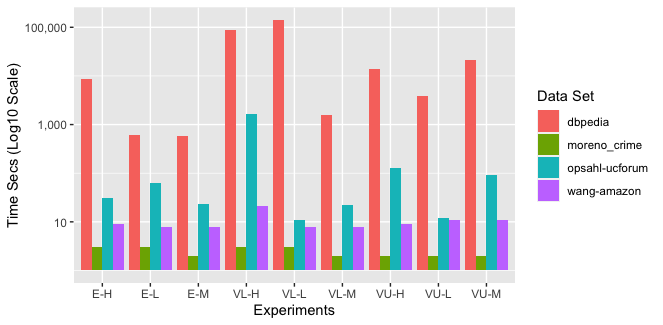 Time Secs (Log10 Scale)
100,000
1,000
10
E-H
E-L
E-M
VL-H
VL-L
VL-M
VU-H
VU-L
VU-M
Experiments
Data Set
dbpedia
moreno_crime
opsahl-ucforum
wang-amazon